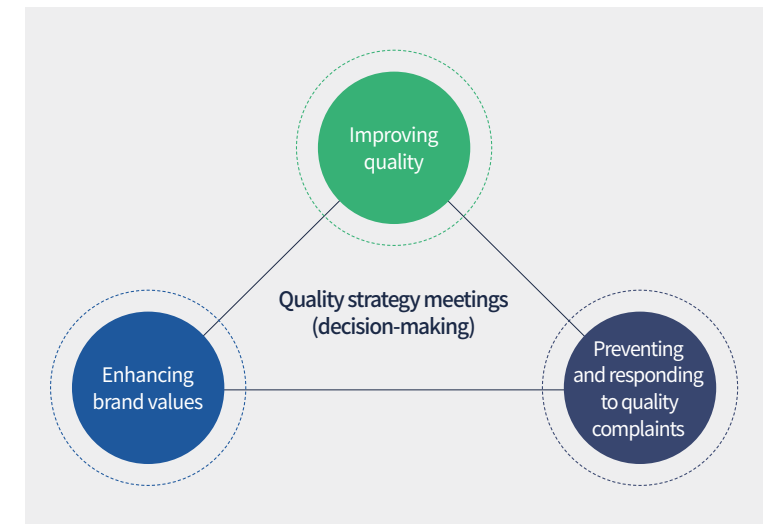 Improving
quality
Quality strategy meetings
(decision-making)
Enhancing
brand values
Preventing
and responding
to quality
complaints